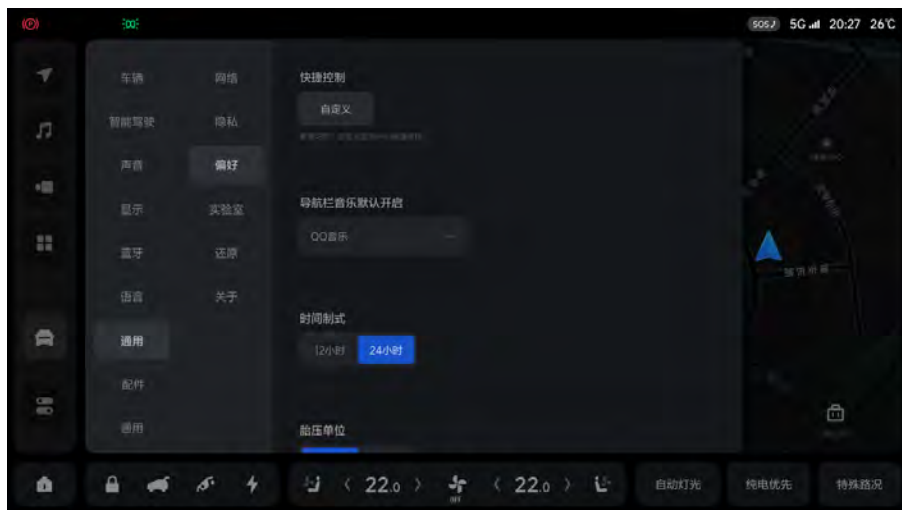 SOS 5G 20:27 26℃
车辆
智能驾驶
声音
显示
蓝牙
语言
通用
配件
通用
网络
隐私
偏好
实验室
还原
关于
快捷控制
自定义
导航栏音乐默认开启
QQ音乐
时间制式
12小时 24小时
胎压单位
22.0 OFF 22.0 自动灯光 纯电优先 特殊路况